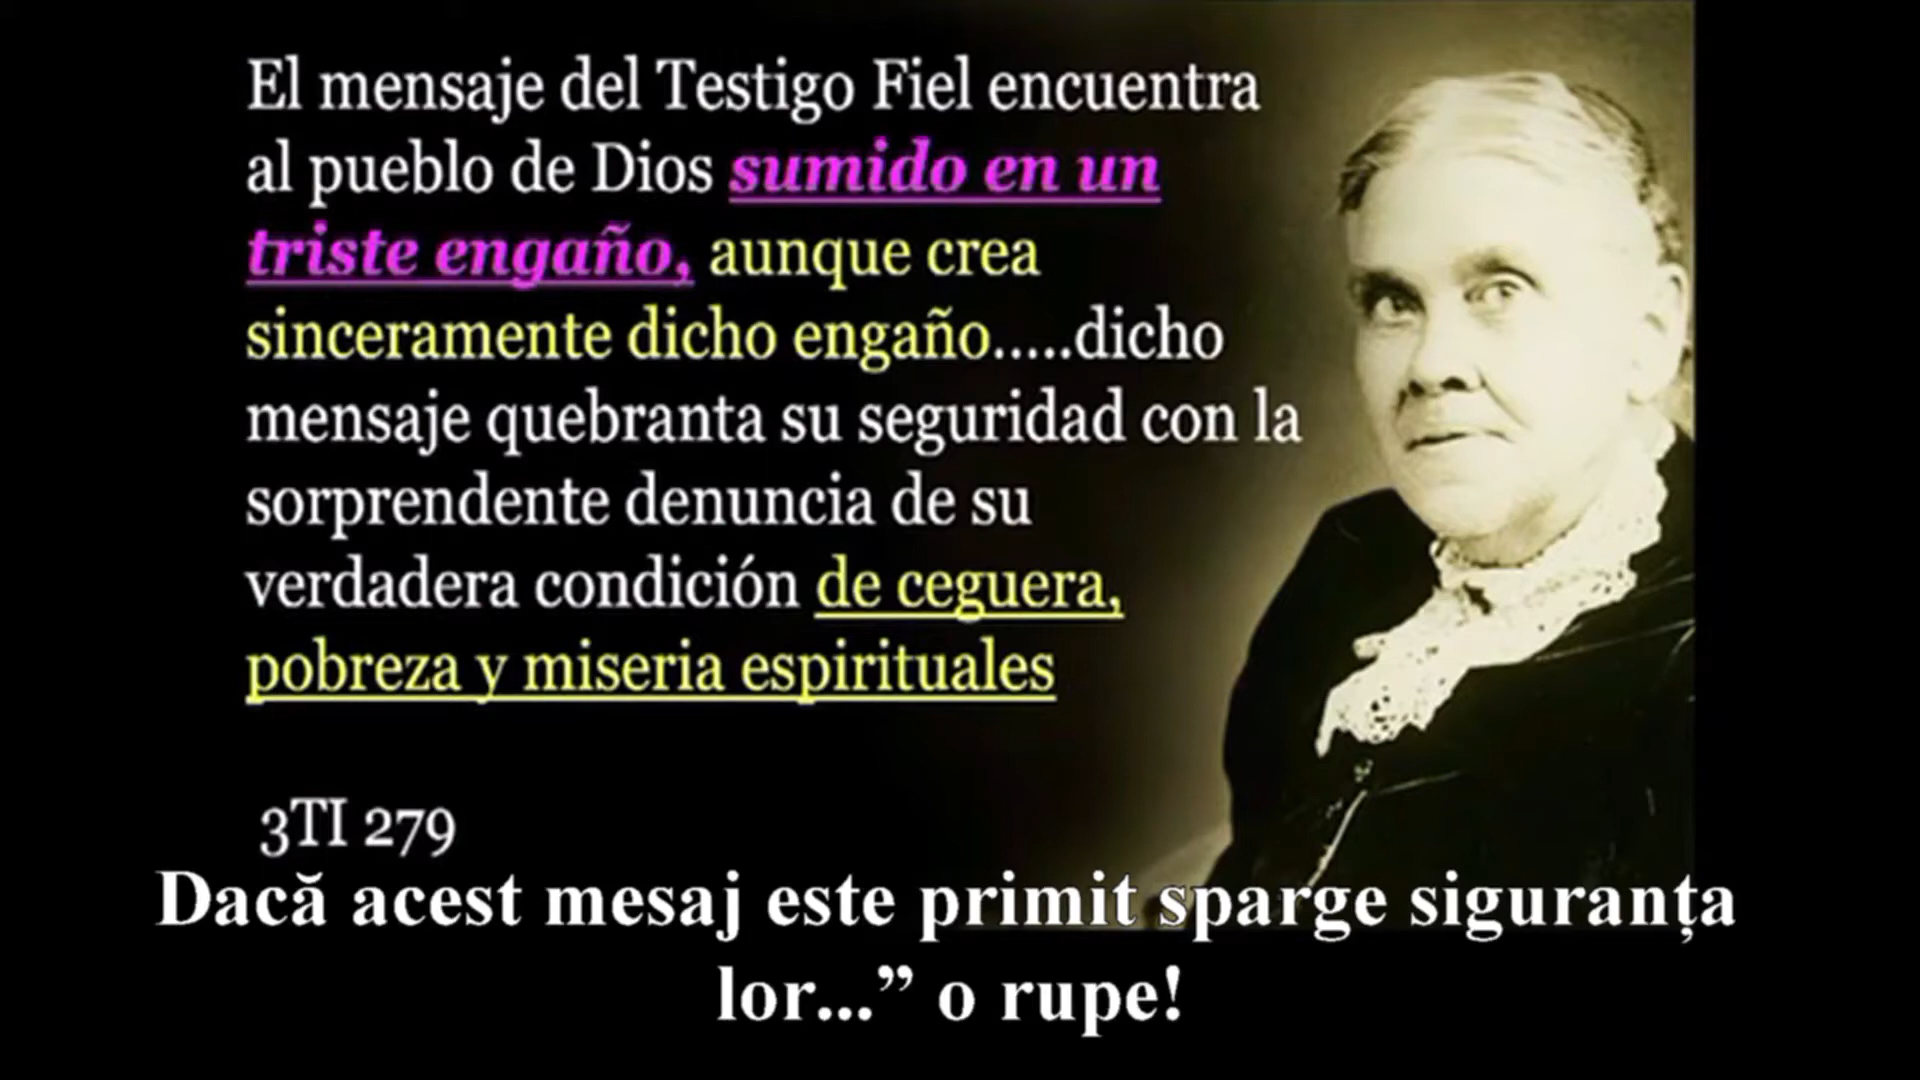 El mensaje del Testigo Fiel encuentra
al pueblo de Dios sumido en un
triste engaño, aunque crea
sinceramente dicho engaño.....dicho
mensaje quebranta su seguridad con la
sorprendente denuncia de su
verdadera condición de ceguera,
pobreza y miseria espirituales
3TI 279
Dacă acest mesaj este primit sparge siguranța
lor...” o rupe!